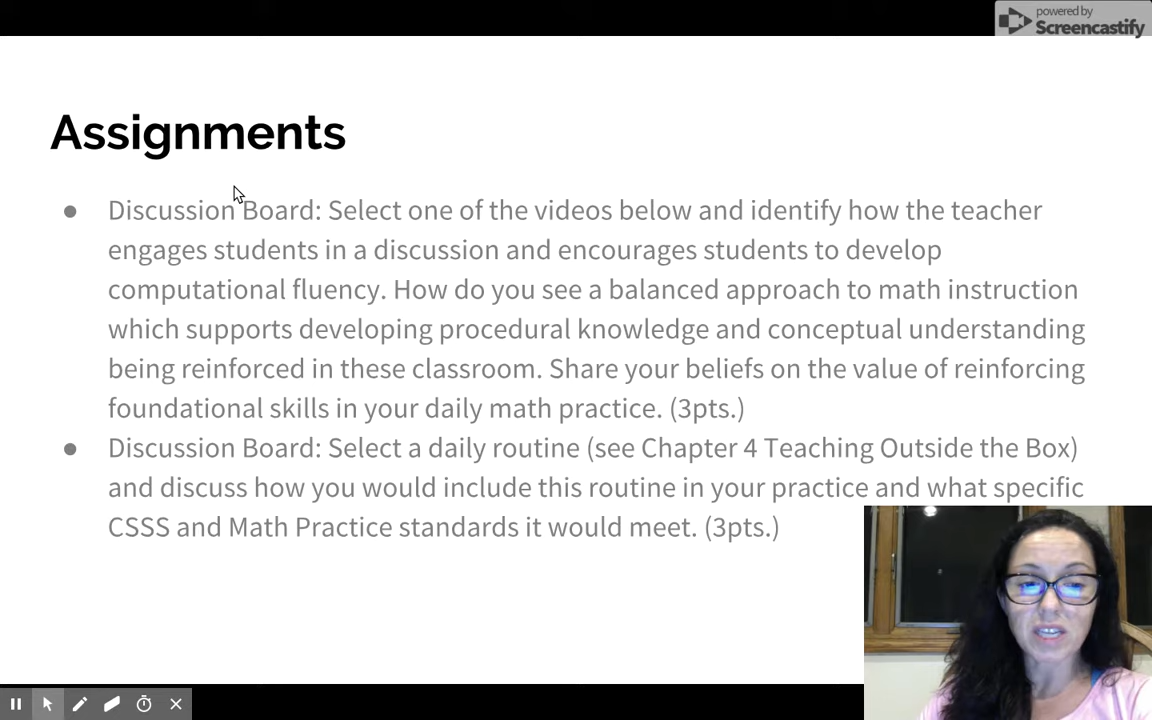 powered by
Screencastify
Assignments
● Discussion Board: Select one of the videos below and identify how the teacher
engages students in a discussion and encourages students to develop
computational fluency. How do you see a balanced approach to math instruction
which supports developing procedural knowledge and conceptual understanding
being reinforced in these classroom. Share your beliefs on the value of reinforcing
foundational skills in your daily math practice. (3pts.)
● Discussion Board: Select a daily routine (see Chapter 4 Teaching Outside the Box)
and discuss how you would include this routine in your practice and what specific
CSSS and Math Practice standards it would meet. (3pts.)